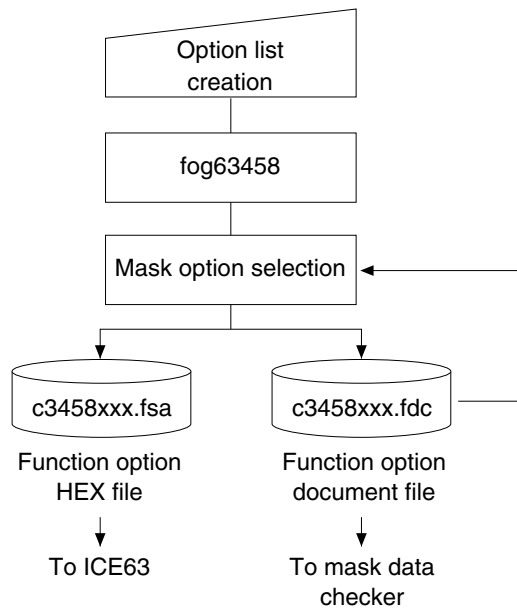 Option list
creation
fog63458
Mask option selection
c3458xxx.fsa
c3458xxx.fdc
Function option
HEX file
Function option
document file
To ICE63
To mask data
checker